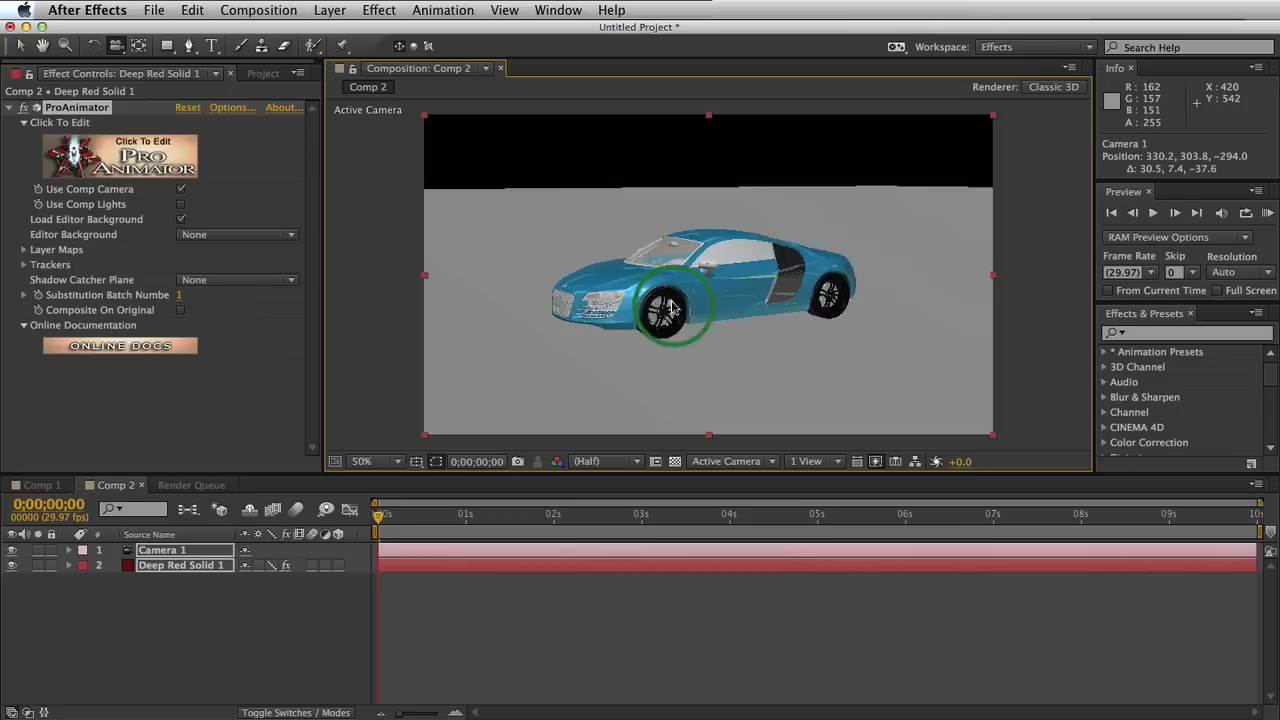 After Effects File Edit Composition Layer Effect Animation View Window Help
Untitled Project *
Workspace: Effects Search Help
Effect Controls: Deep Red Solid 1 Project
Composition: Comp 2
Info
Comp 2 • Deep Red Solid 1
Comp 2
Renderer: Classic 3D
R: 162
G: 157
B: 151
A: 255
X: 420
Y: 542
ProAnimator Reset Options... About...
Active Camera
Click To Edit
Click To Edit
PRO
ANIMATOR
Camera 1
Position: 330.2, 303.8, -294.0
Δ: 30.5, 7.4, -37.6
Use Comp Camera
Use Comp Lights
Load Editor Background
Editor Background None
Layer Maps
Trackers
Shadow Catcher Plane None
Substitution Batch Numbe 1
Composite On Original
Online Documentation
ONLINE DOCS
Preview
RAM Preview Options
Frame Rate Skip Resolution
(29.97) 0 Auto
From Current Time Full Screen
Effects & Presets
* Animation Presets
3D Channel
Audio
Blur & Sharpen
Channel
CINEMA 4D
Color Correction
50% 0;00;00;00 (Half) Active Camera 1 View +0.0
Comp 1 Comp 2 Render Queue
0;00;00;00
00000 (29.97 fps)
00s 01s 02s 03s 04s 05s 06s 07s 08s 09s 10s
# Source Name
1 Camera 1
2 Deep Red Solid 1
Toggle Switches / Modes